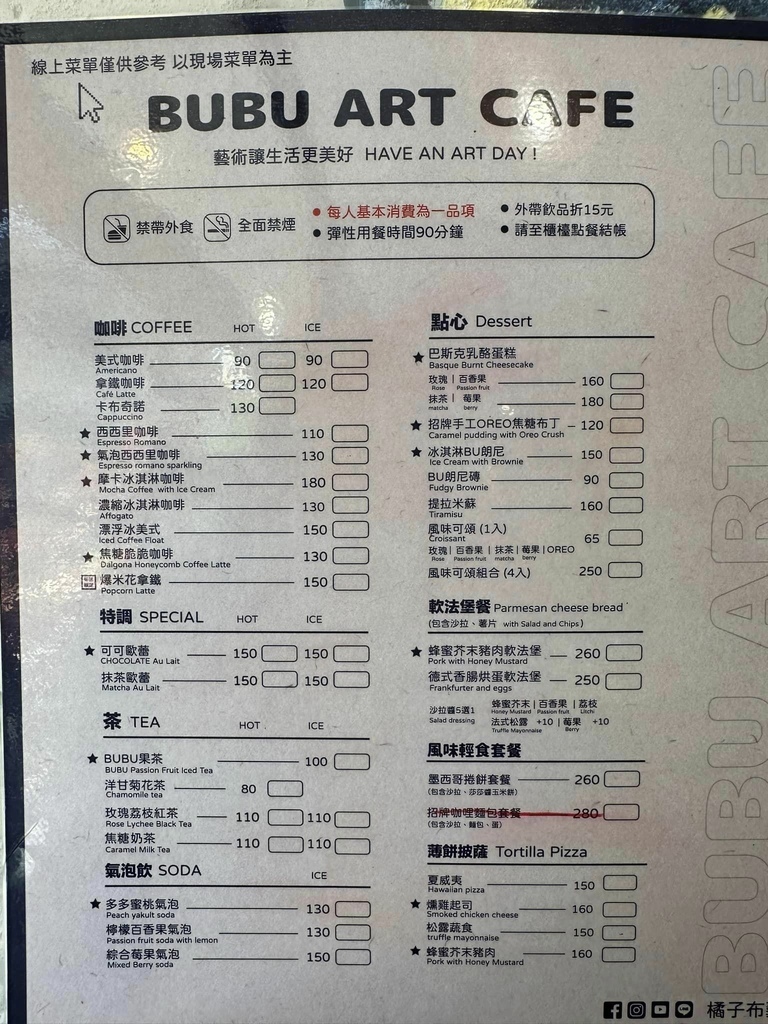 線上菜單僅供參考 以現場菜單為主
BUBU ART CAFE
藝術讓生活更美好 HAVE AN ART DAY !
禁帶外食 全面禁煙
● 每人基本消費為一品項
● 彈性用餐時間90分鐘
● 外帶飲品折15元
● 請至櫃檯點餐結帳
咖啡 COFFEE HOT ICE
美式咖啡 90 90
Americano
拿鐵咖啡 120 120
Café Latte
卡布奇諾 130
Cappuccino
★ 西西里咖啡 110
Espresso Romano
★ 氣泡西西里咖啡 130
Espresso romano sparkling
★ 摩卡冰淇淋咖啡 180
Mocha Coffee with Ice Cream
濃縮冰淇淋咖啡 130
Affogato
漂浮冰美式 150
Iced Coffee Float
★ 焦糖脆脆咖啡 130
Dalgona Honeycomb Coffee Latte
爆米花拿鐵 150
Popcorn Latte
特調 SPECIAL HOT ICE
★ 可可歐蕾 150 150
CHOCOLATE Au Lait
抹茶歐蕾 150 150
Matcha Au Lait
茶 TEA HOT ICE
★ BUBU果茶 100
BUBU Passion Fruit Iced Tea
洋甘菊花茶 80
Chamomile tea
玫瑰荔枝紅茶 110 110
Rose Lychee Black Tea
焦糖奶茶 110 110
Caramel Milk Tea
氣泡飲 SODA ICE
★ 多多蜜桃氣泡 130
Peach yakult soda
檸檬百香果氣泡 130
Passion fruit soda with lemon
綜合莓果氣泡 150
Mixed Berry soda
點心 Dessert
★ 巴斯克乳酪蛋糕
Basque Burnt Cheesecake
玫瑰 | 百香果 160
Rose Passion fruit
抹茶 | 莓果 180
matcha berry
★ 招牌手工OREO焦糖布丁 120
Caramel pudding with Oreo Crush
★ 冰淇淋BU朗尼 150
Ice Cream with Brownie
BU朗尼磚 90
Fudgy Brownie
提拉米蘇 160
Tiramisu
風味可頌 (1入) 65
Croissant
玫瑰 | 百香果 | 抹茶 | 莓果 | OREO
Rose Passion fruit matcha berry
風味可頌組合 (4入) 250
軟法堡餐 Parmesan cheese bread
(包含沙拉、薯片 with Salad and Chips)
★ 蜂蜜芥末豬肉軟法堡 260
Pork with Honey Mustard
德式香腸烘蛋軟法堡 250
Frankfurter and eggs
沙拉醬5選1 蜂蜜芥末 | 百香果 | 荔枝
Salad dressing Honey Mustard Passion fruit Litchi
法式松露 +10 | 莓果 +10
Truffle Mayonnaise Berry
風味輕食套餐
墨西哥捲餅套餐 260
(包含沙拉、莎莎醬玉米餅)
招牌咖哩麵包套餐 280
(包含沙拉、麵包、蛋)
薄餅披薩 Tortilla Pizza
夏威夷 150
Hawaiian pizza
★ 燻雞起司 160
Smoked chicken cheese
松露蔬食 150
truffle mayonnaise
★ 蜂蜜芥末豬肉 160
Pork with Honey Mustard
橘子布
BUBU ART CAFE